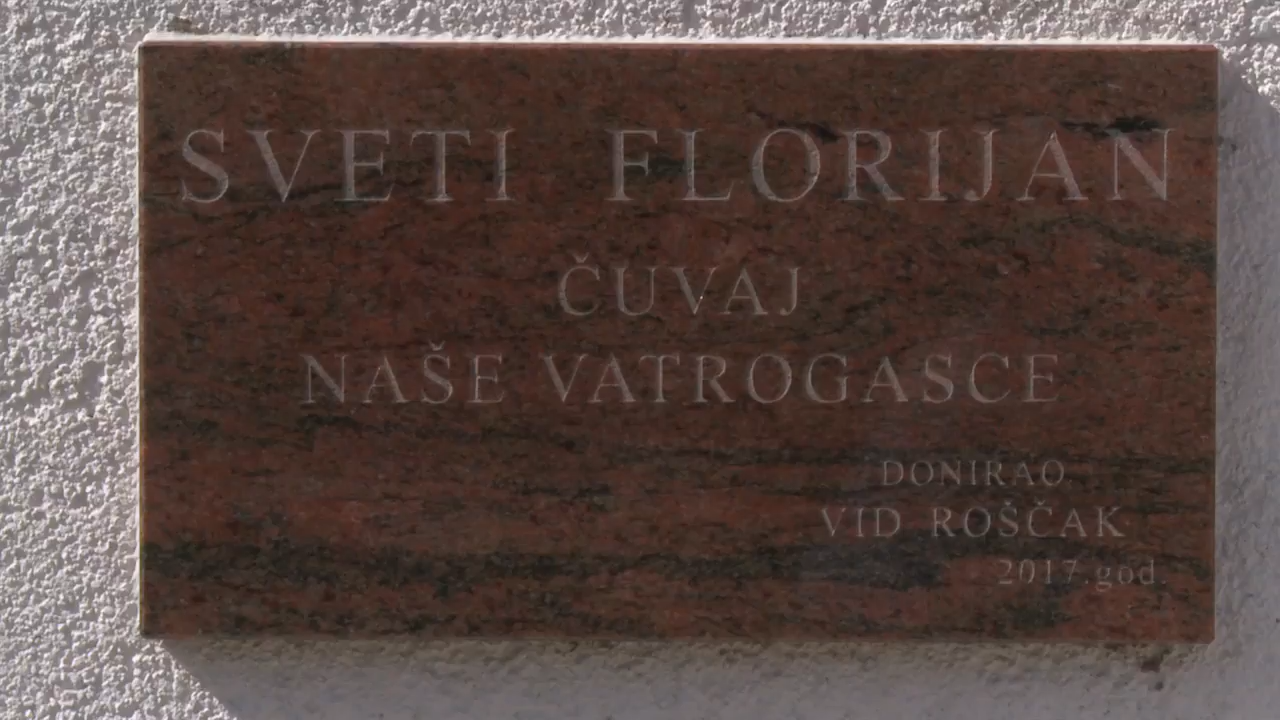 SVETI FLORIJAN
ČUVAJ
NAŠE VATROGASCE
DONIRAO
VID ROŠČAK
2017.god.